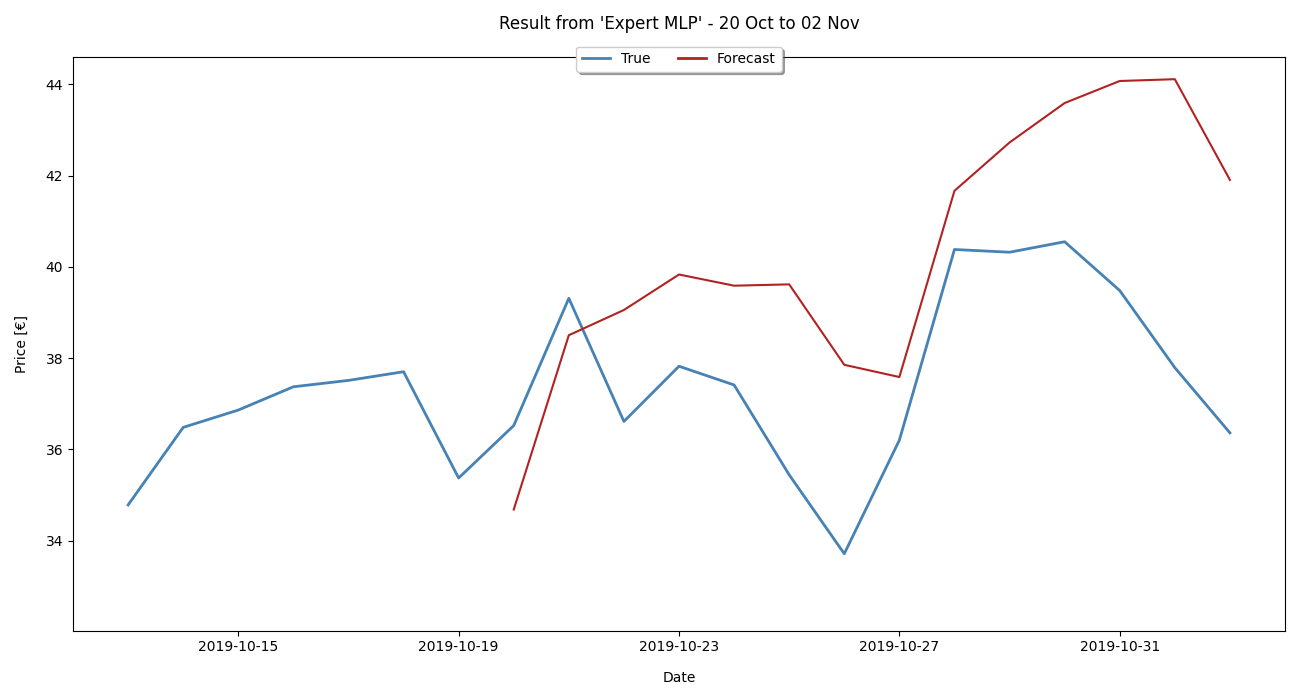 Result from 'Expert MLP' - 20 Oct to 02 Nov
True Forecast
44
42
40
38
36
34
Price [€]
2019-10-15 2019-10-19 2019-10-23 2019-10-27 2019-10-31
Date